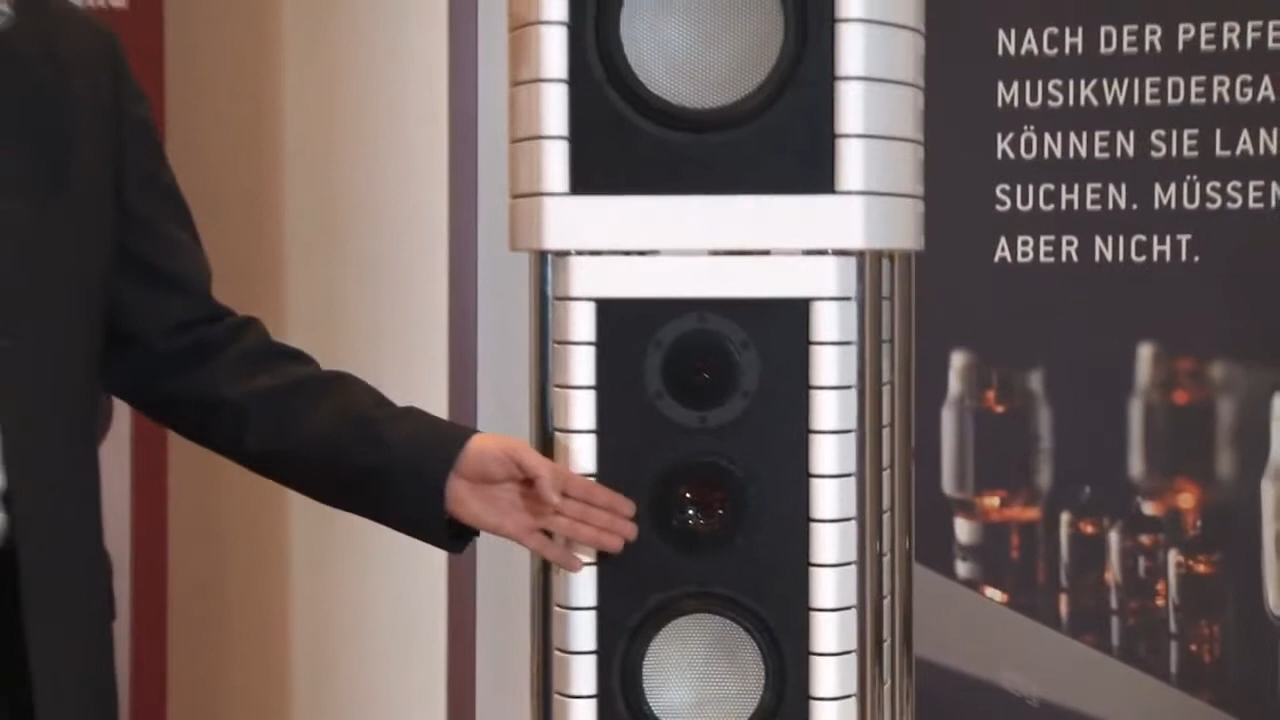 NACH DER PERFE
MUSIKWIEDERGA
KÖNNEN SIE LAN
SUCHEN. MÜSSEN
ABER NICHT.